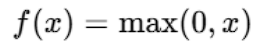 f(x) = max(0, x)